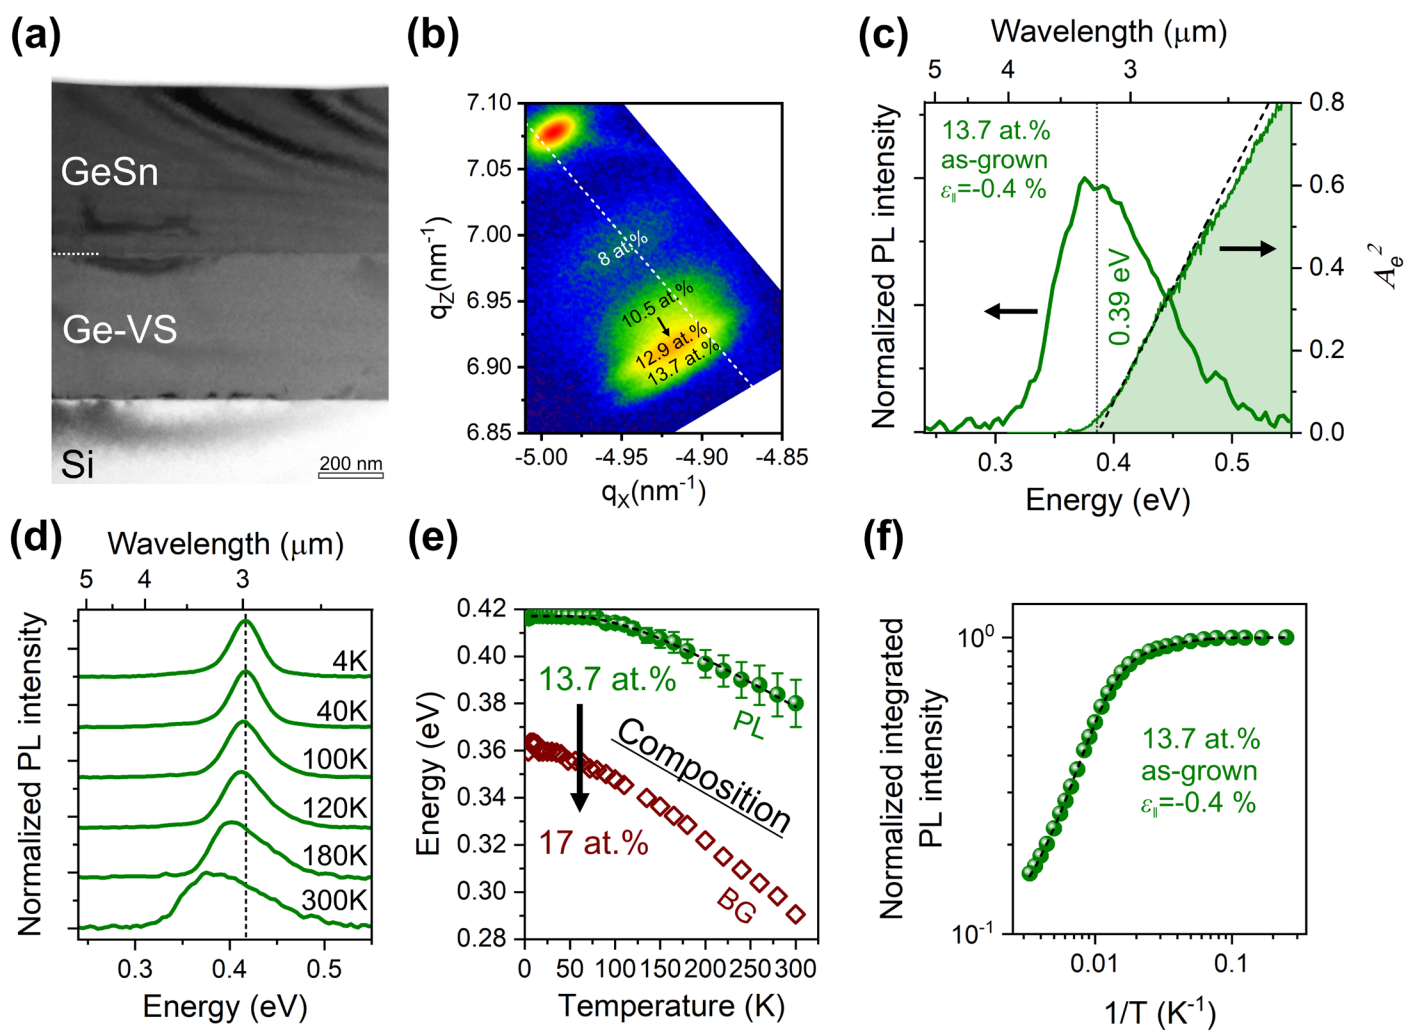 (a)
GeSn
Ge-VS
Si
200 nm
(b)
7.10
7.05
7.00
6.95
6.90
6.85
q_Z(nm⁻¹)
8 at.%
10.5 at.%
12.9 at.%
13.7 at.%
-5.00 -4.95 -4.90 -4.85
q_X(nm⁻¹)
(c)
Wavelength (μm)
5 4 3
Normalized PL intensity
13.7 at.%
as-grown
ε∥=-0.4 %
0.39 eV
0.8
0.6
0.4
0.2
0.0
A_e²
0.3 0.4 0.5
Energy (eV)
(d)
Wavelength (μm)
5 4 3
Normalized PL intensity
4K
40K
100K
120K
180K
300K
0.3 0.4 0.5
Energy (eV)
(e)
0.42
0.40
0.38
0.36
0.34
0.32
0.30
0.28
Energy (eV)
13.7 at.%
PL
Composition
17 at.%
BG
0 50 100 150 200 250 300
Temperature (K)
(f)
Normalized integrated
PL intensity
10⁰
10⁻¹
13.7 at.%
as-grown
ε∥=-0.4 %
0.01 0.1
1/T (K⁻¹)